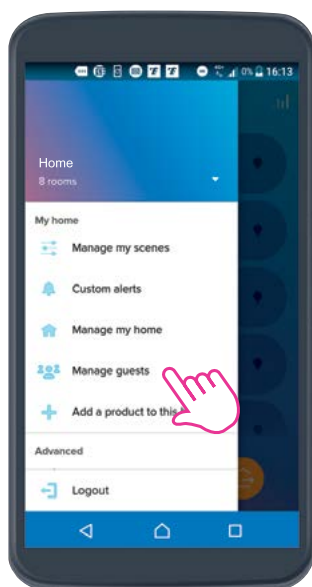 0% 16:13
Home
8 rooms
My home
Manage my scenes
Custom alerts
Manage my home
Manage guests
Add a product to this
Advanced
Logout